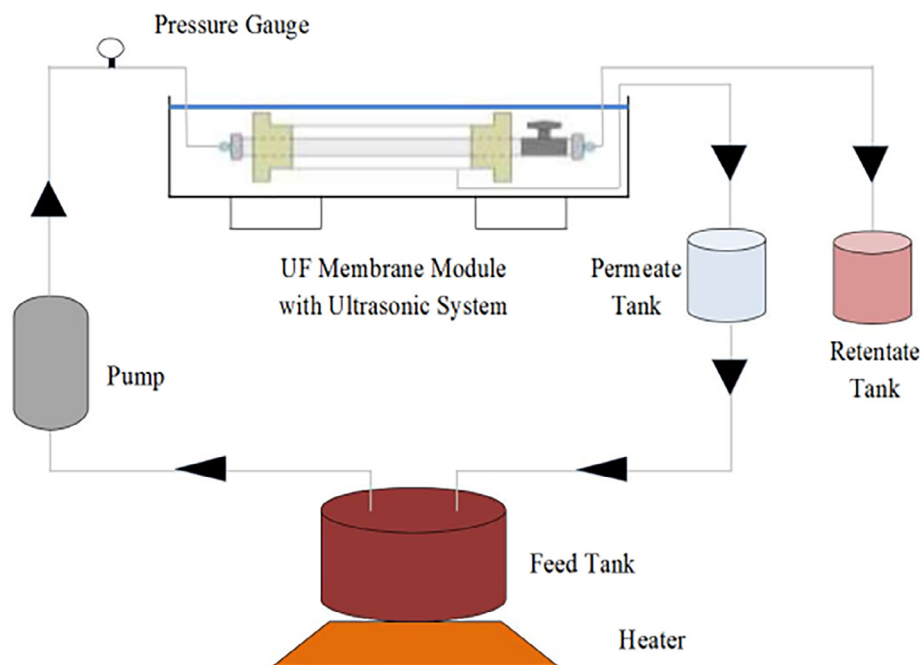 Pressure Gauge
UF Membrane Module
with Ultrasonic System
Permeate
Tank
Retentate
Tank
Pump
Feed Tank
Heater